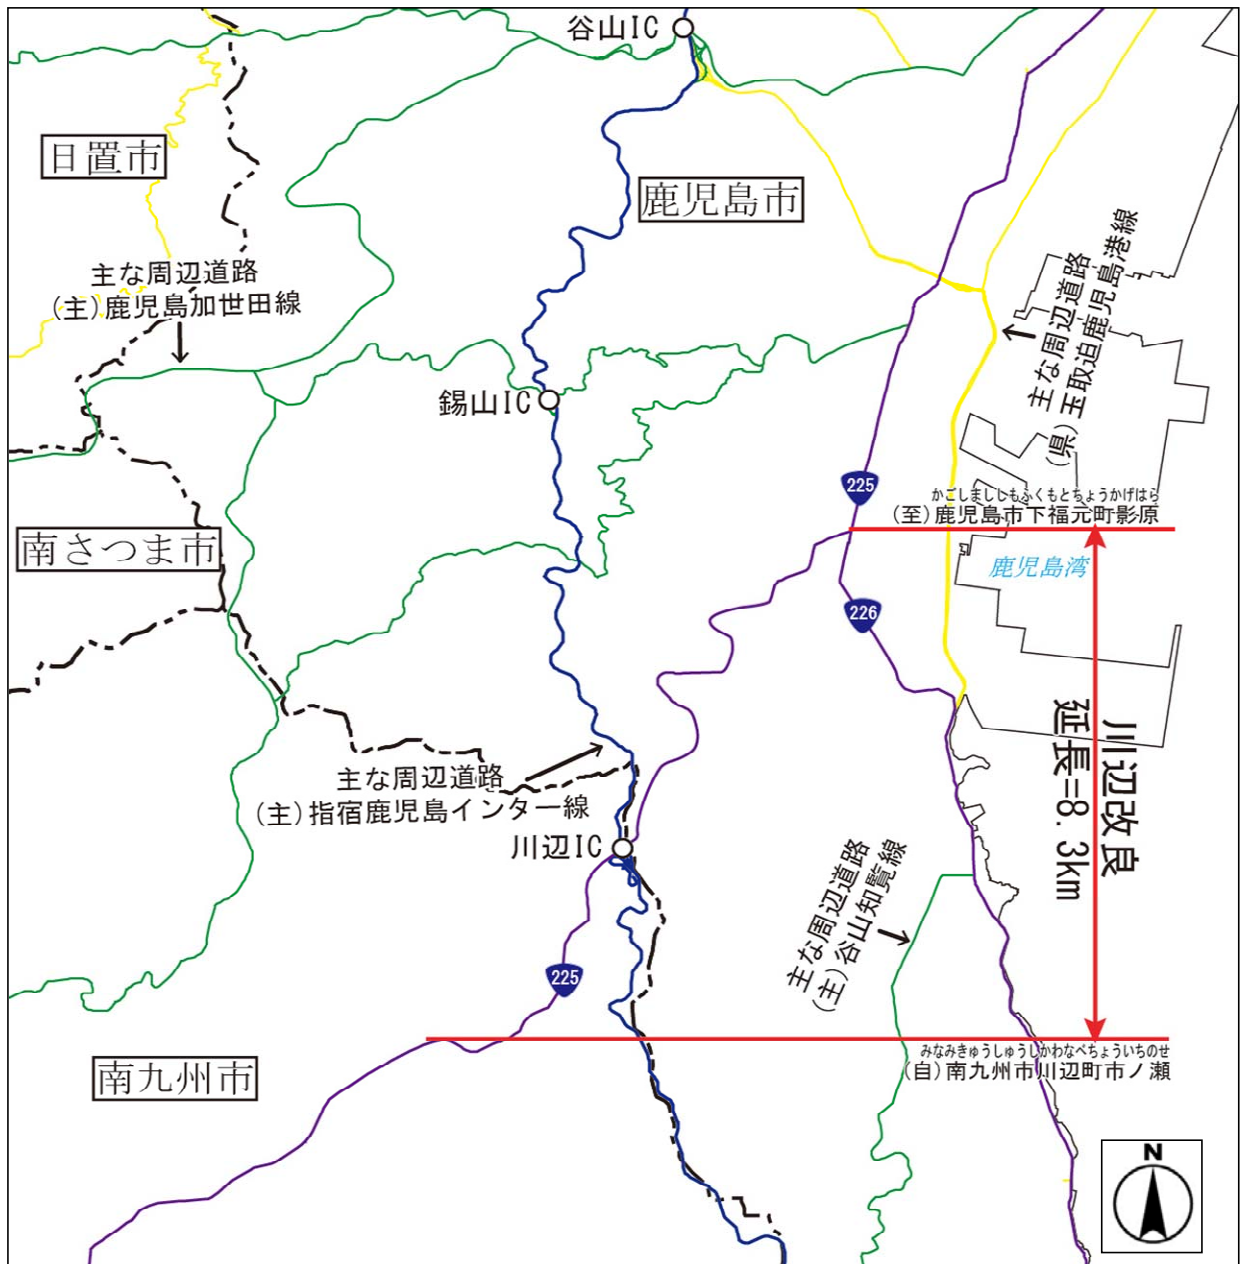 谷山IC
日置市
鹿児島市
主な周辺道路
(主)鹿児島加世田線
主な周辺道路
(県)玉取迫鹿児島港線
錫山IC
225
かごしまししもふくもとちょうかげはら
(至)鹿児島市下福元町影原
南さつま市
鹿児島湾
226
川辺改良
延長=8.3km
主な周辺道路
(主)指宿鹿児島インター線
川辺IC
主な周辺道路
(主)谷山知覧線
225
みなみきゅうしゅうしかわなべちょういちのせ
(自)南九州市川辺町市ノ瀬
南九州市
N